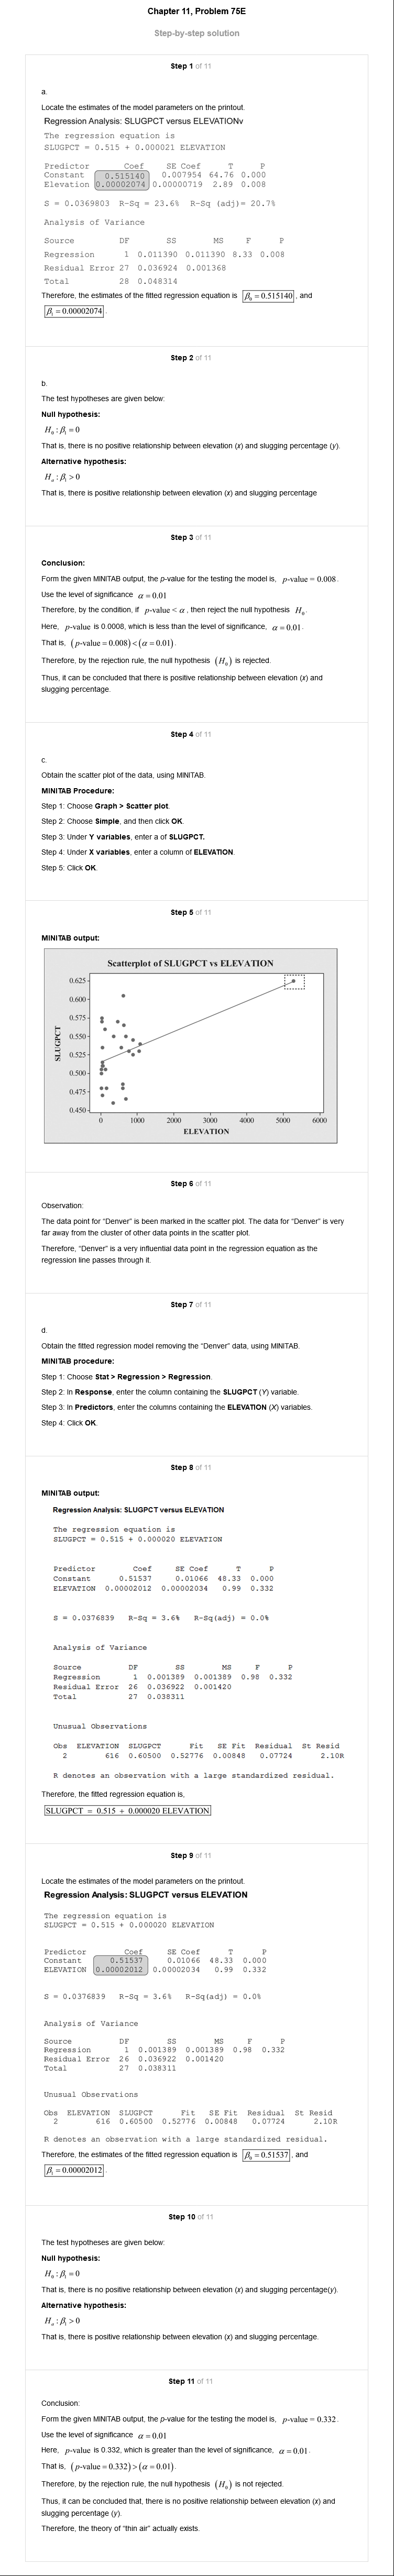 Chapter 11, Problem 75E
Step-by-step solution
Step 1 of 11
a.
Locate the estimates of the model parameters on the printout.
Regression Analysis: SLUGPCT versus ELEVATIONv
The regression equation is
SLUGPCT = 0.515 + 0.000021 ELEVATION
Predictor Coef SE Coef T P
Constant 0.515140 0.007954 64.76 0.000
Elevation 0.00002074 0.00000719 2.89 0.008
S = 0.0369803 R-Sq = 23.6% R-Sq (adj)= 20.7%
Analysis of Variance
Source DF SS MS F P
Regression 1 0.011390 0.011390 8.33 0.008
Residual Error 27 0.036924 0.001368
Total 28 0.048314
Therefore, the estimates of the fitted regression equation is β̂₀ = 0.515140, and
β̂₁ = 0.00002074.
Step 2 of 11
b.
The test hypotheses are given below:
Null hypothesis:
H₀ : β₁ = 0
That is, there is no positive relationship between elevation (x) and slugging percentage (y).
Alternative hypothesis:
Hₐ : β₁ > 0
That is, there is positive relationship between elevation (x) and slugging percentage
Step 3 of 11
Conclusion:
Form the given MINITAB output, the p-value for the testing the model is, p-value = 0.008.
Use the level of significance α = 0.01
Therefore, by the condition, if p-value < α, then reject the null hypothesis H₀.
Here, p-value is 0.0008, which is less than the level of significance, α = 0.01.
That is, (p-value = 0.008) < (α = 0.01).
Therefore, by the rejection rule, the null hypothesis (H₀) is rejected.
Thus, it can be concluded that there is positive relationship between elevation (x) and
slugging percentage.
Step 4 of 11
c.
Obtain the scatter plot of the data, using MINITAB.
MINITAB Procedure:
Step 1: Choose Graph > Scatter plot.
Step 2: Choose Simple, and then click OK.
Step 3: Under Y variables, enter a of SLUGPCT.
Step 4: Under X variables, enter a column of ELEVATION.
Step 5: Click OK.
Step 5 of 11
MINITAB output:
Scatterplot of SLUGPCT vs ELEVATION
0.625
0.600
0.575
0.550
0.525
0.500
0.475
0.450
SLUGPCT
0 1000 2000 3000 4000 5000 6000
ELEVATION
Step 6 of 11
Observation:
The data point for "Denver" is been marked in the scatter plot. The data for "Denver" is very
far away from the cluster of other data points in the scatter plot.
Therefore, "Denver" is a very influential data point in the regression equation as the
regression line passes through it.
Step 7 of 11
d.
Obtain the fitted regression model removing the "Denver" data, using MINITAB.
MINITAB procedure:
Step 1: Choose Stat > Regression > Regression.
Step 2: In Response, enter the column containing the SLUGPCT (Y) variable.
Step 3: In Predictors, enter the columns containing the ELEVATION (X) variables.
Step 4: Click OK.
Step 8 of 11
MINITAB output:
Regression Analysis: SLUGPCT versus ELEVATION
The regression equation is
SLUGPCT = 0.515 + 0.000020 ELEVATION
Predictor Coef SE Coef T P
Constant 0.51537 0.01066 48.33 0.000
ELEVATION 0.00002012 0.00002034 0.99 0.332
S = 0.0376839 R-Sq = 3.6% R-Sq(adj) = 0.0%
Analysis of Variance
Source DF SS MS F P
Regression 1 0.001389 0.001389 0.98 0.332
Residual Error 26 0.036922 0.001420
Total 27 0.038311
Unusual Observations
Obs ELEVATION SLUGPCT Fit SE Fit Residual St Resid
2 616 0.60500 0.52776 0.00848 0.07724 2.10R
R denotes an observation with a large standardized residual.
Therefore, the fitted regression equation is,
SLUGPCT = 0.515 + 0.000020 ELEVATION
Step 9 of 11
Locate the estimates of the model parameters on the printout.
Regression Analysis: SLUGPCT versus ELEVATION
The regression equation is
SLUGPCT = 0.515 + 0.000020 ELEVATION
Predictor Coef SE Coef T P
Constant 0.51537 0.01066 48.33 0.000
ELEVATION 0.00002012 0.00002034 0.99 0.332
S = 0.0376839 R-Sq = 3.6% R-Sq(adj) = 0.0%
Analysis of Variance
Source DF SS MS F P
Regression 1 0.001389 0.001389 0.98 0.332
Residual Error 26 0.036922 0.001420
Total 27 0.038311
Unusual Observations
Obs ELEVATION SLUGPCT Fit SE Fit Residual St Resid
2 616 0.60500 0.52776 0.00848 0.07724 2.10R
R denotes an observation with a large standardized residual.
Therefore, the estimates of the fitted regression equation is β̂₀ = 0.51537, and
β̂₁ = 0.00002012.
Step 10 of 11
The test hypotheses are given below:
Null hypothesis:
H₀ : β₁ = 0
That is, there is no positive relationship between elevation (x) and slugging percentage(y).
Alternative hypothesis:
Hₐ : β₁ > 0
That is, there is positive relationship between elevation (x) and slugging percentage.
Step 11 of 11
Conclusion:
Form the given MINITAB output, the p-value for the testing the model is, p-value = 0.332.
Use the level of significance α = 0.01
Here, p-value is 0.332, which is greater than the level of significance, α = 0.01.
That is, (p-value = 0.332) > (α = 0.01).
Therefore, by the rejection rule, the null hypothesis (H₀) is not rejected.
Thus, it can be concluded that, there is no positive relationship between elevation (x) and
slugging percentage (y).
Therefore, the theory of "thin air" actually exists.